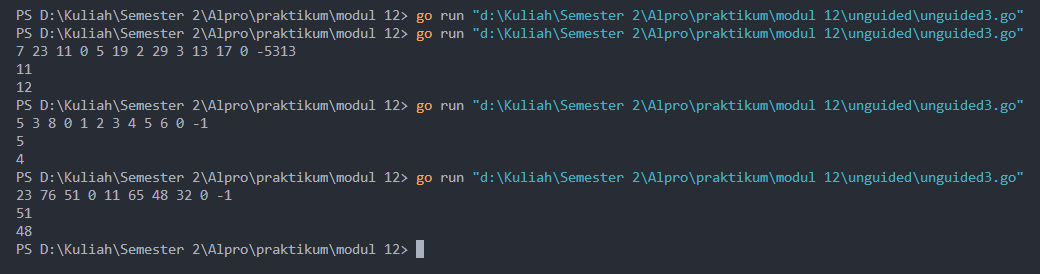 PS D:\Kuliah\Semester 2\Alpro\praktikum\modul 12> go run "d:\Kuliah\Semester 2\Alpro\praktikum\modul 12\unguided\unguided3.go"
PS D:\Kuliah\Semester 2\Alpro\praktikum\modul 12> go run "d:\Kuliah\Semester 2\Alpro\praktikum\modul 12\unguided\unguided3.go"
7 23 11 0 5 19 2 29 3 13 17 0 -5313
11
12
PS D:\Kuliah\Semester 2\Alpro\praktikum\modul 12> go run "d:\Kuliah\Semester 2\Alpro\praktikum\modul 12\unguided\unguided3.go"
5 3 8 0 1 2 3 4 5 6 0 -1
5
4
PS D:\Kuliah\Semester 2\Alpro\praktikum\modul 12> go run "d:\Kuliah\Semester 2\Alpro\praktikum\modul 12\unguided\unguided3.go"
23 76 51 0 11 65 48 32 0 -1
51
48
PS D:\Kuliah\Semester 2\Alpro\praktikum\modul 12>